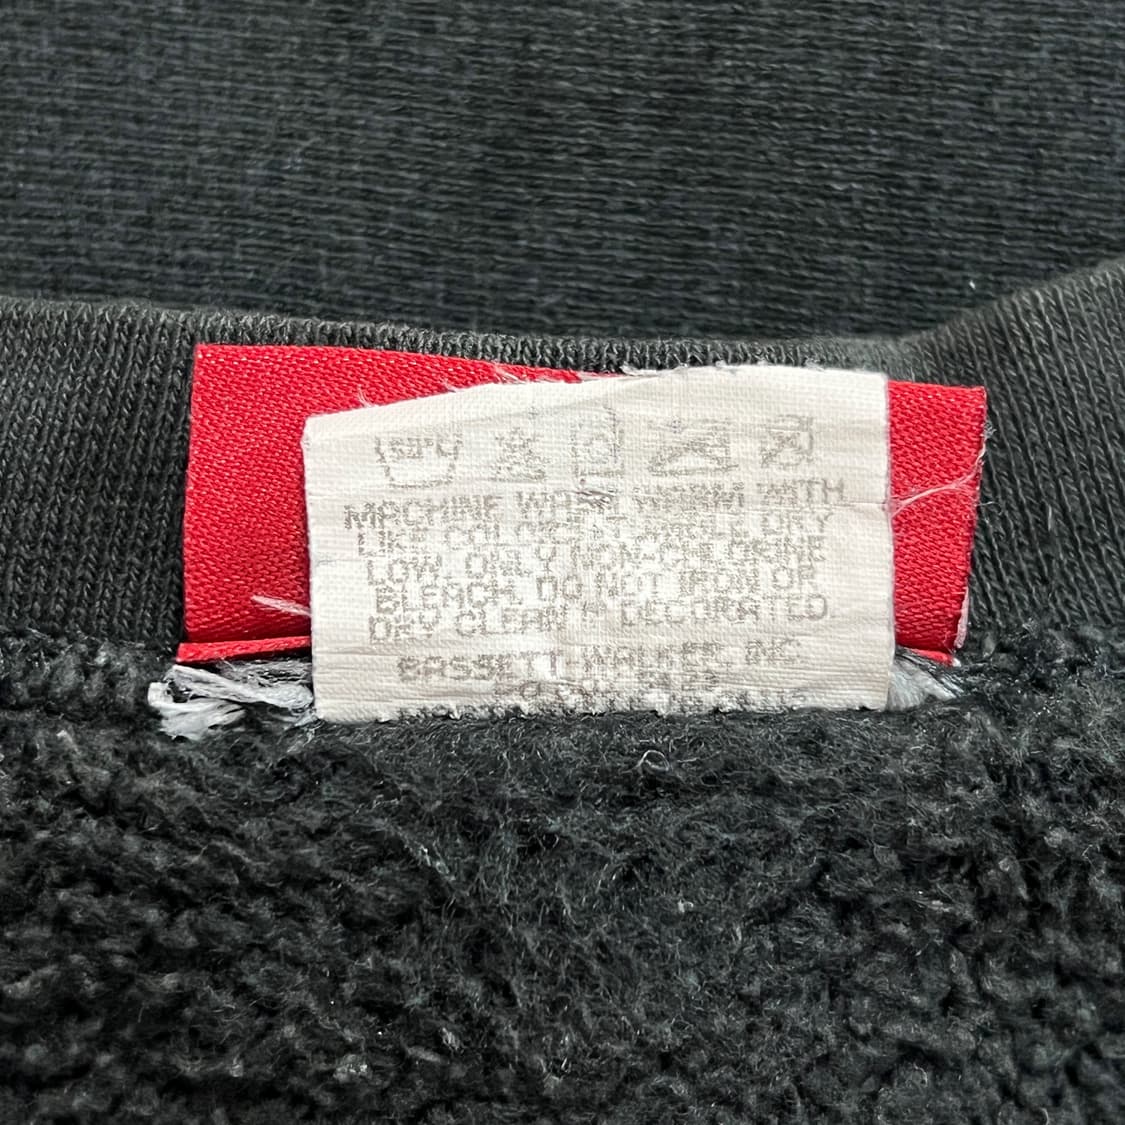 MACHINE WASH, WARM WITH
LIKE COLORS, TUMBLE DRY
LOW, ONLY NON-CHLORINE
BLEACH, DO NOT IRON OR
DRY CLEAN IF DECORATED.
BASSETT-WALKER, INC.